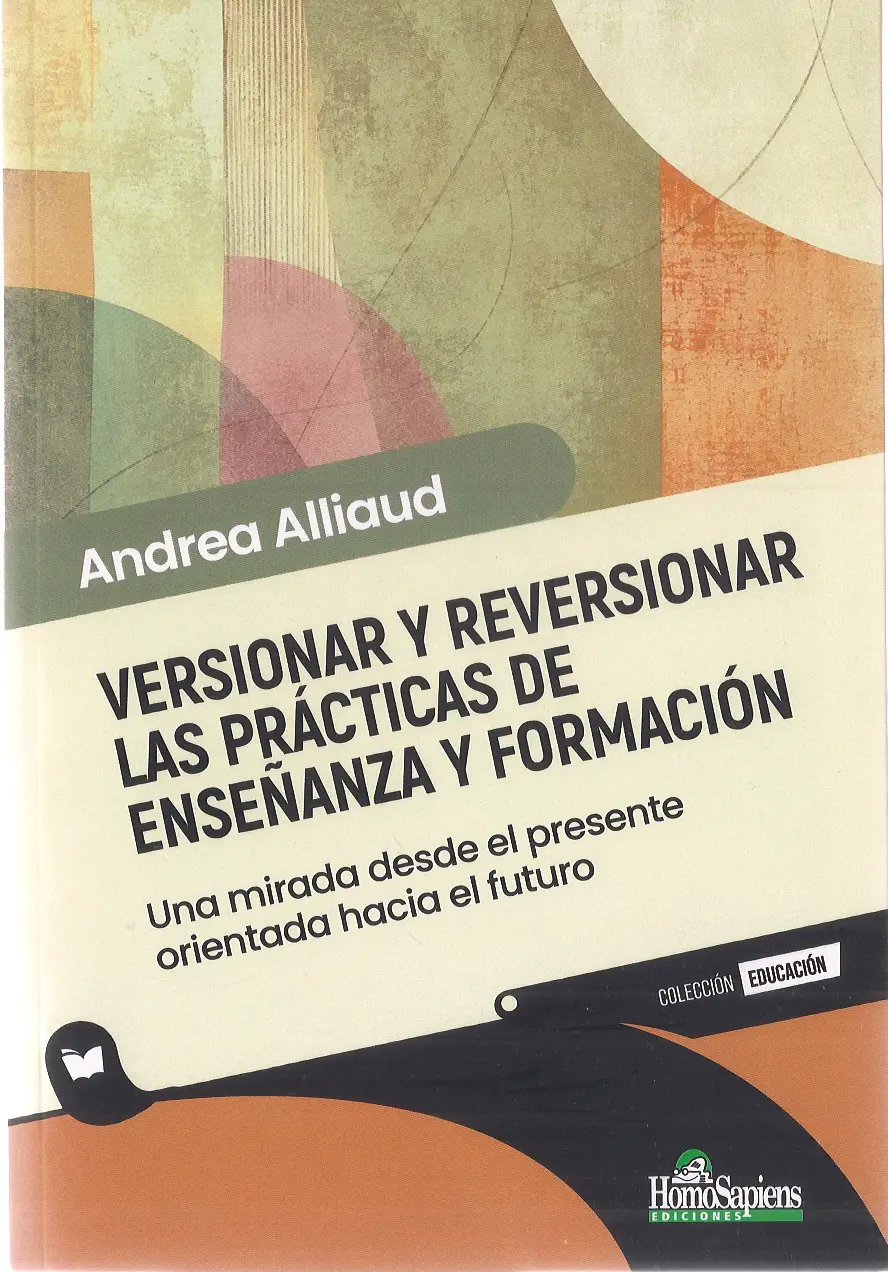 Andrea Alliaud
VERSIONAR Y REVERSIONAR
LAS PRÁCTICAS DE
ENSEÑANZA Y FORMACIÓN
Una mirada desde el presente
orientada hacia el futuro
COLECCIÓN EDUCACIÓN
HomoSapiens
EDICIONES